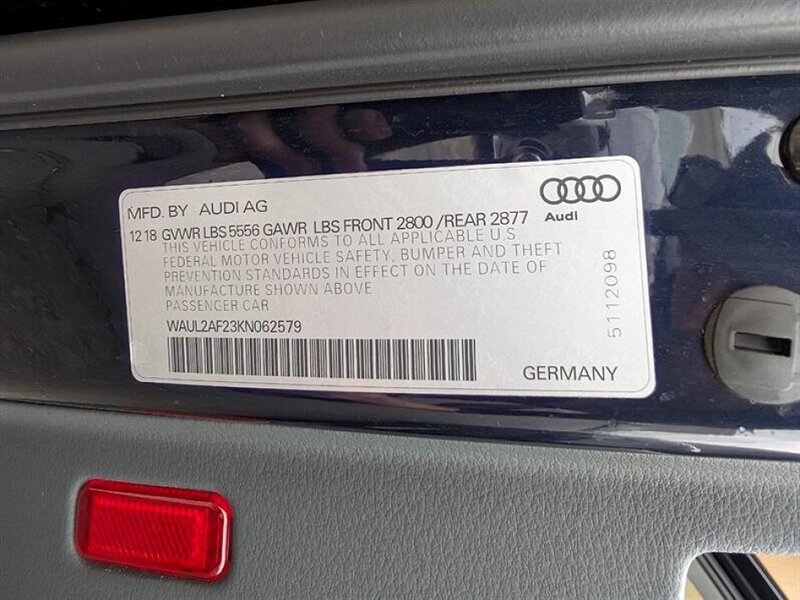 MFD. BY AUDI AG
Audi
12 18 GVWR LBS 5556 GAWR LBS FRONT 2800 /REAR 2877
THIS VEHICLE CONFORMS TO ALL APPLICABLE U.S
FEDERAL MOTOR VEHICLE SAFETY, BUMPER AND THEFT
PREVENTION STANDARDS IN EFFECT ON THE DATE OF
MANUFACTURE SHOWN ABOVE
PASSENGER CAR
WAUL2AF23KN062579
GERMANY
5112098